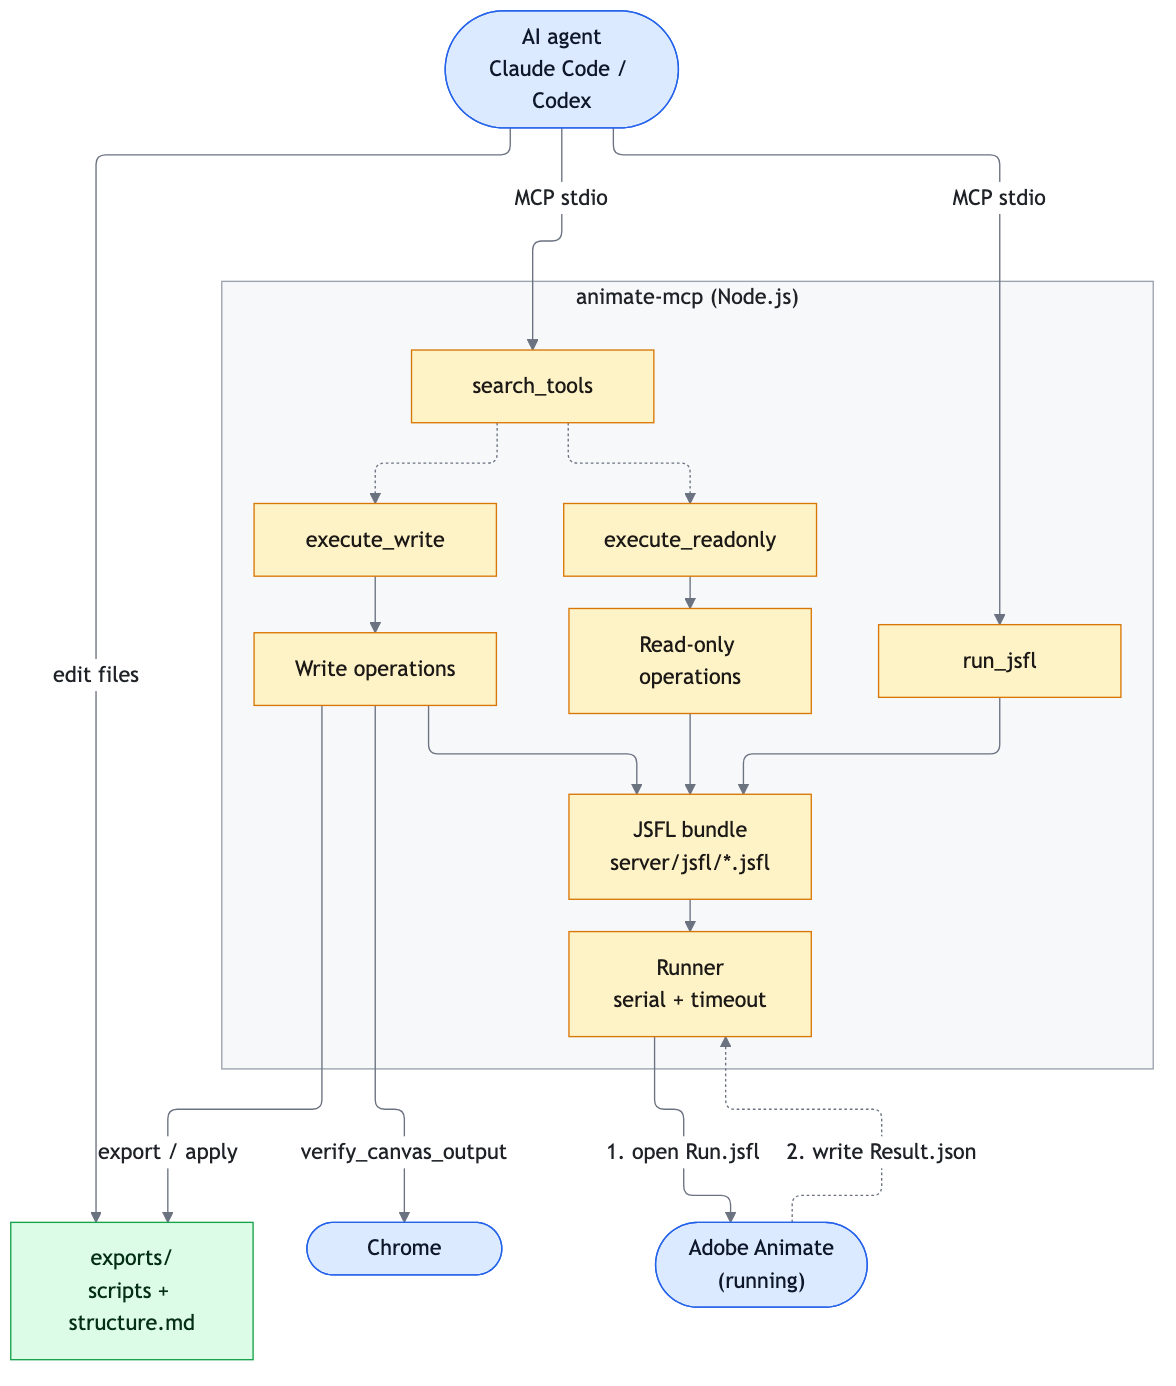 AI agent
Claude Code /
Codex
MCP stdio
MCP stdio
animate-mcp (Node.js)
search_tools
execute_write
execute_readonly
Write operations
Read-only
operations
run_jsfl
edit files
JSFL bundle
server/jsfl/*.jsfl
Runner
serial + timeout
export / apply
verify_canvas_output
1. open Run.jsfl
2. write Result.json
exports/
scripts +
structure.md
Chrome
Adobe Animate
(running)